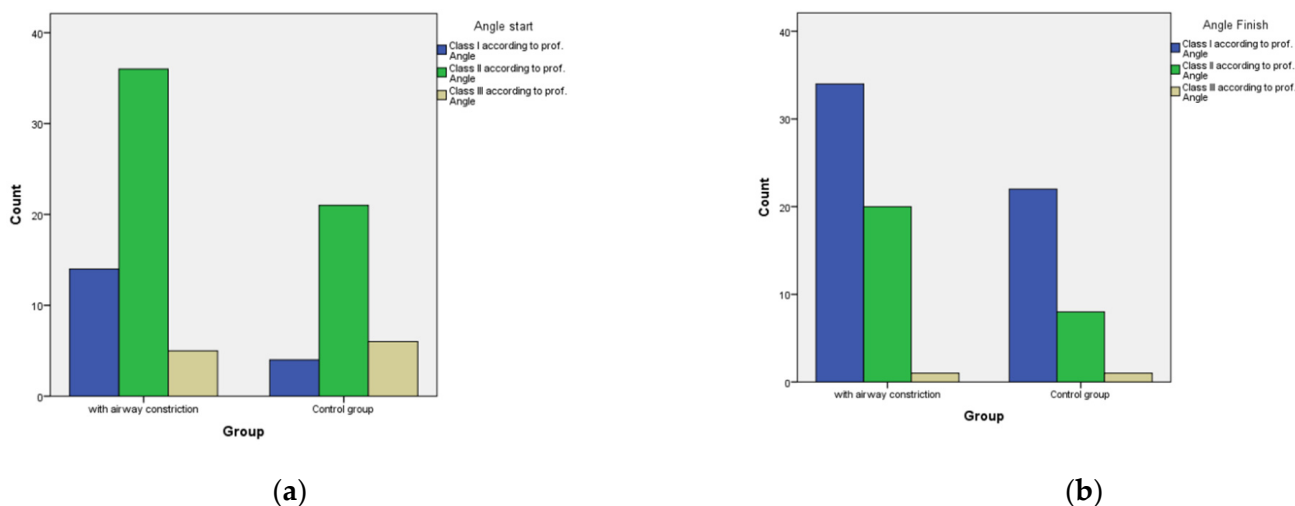 Angle start
Class I according to prof.
Angle
Class II according to prof.
Angle
Class III according to prof.
Angle
40
30
20
10
0
Count
with airway constriction
Control group
Group
(a)
Angle Finish
Class I according to prof.
Angle
Class II according to prof.
Angle
Class III according to prof.
Angle
40
30
20
10
0
Count
with airway constriction
Control group
Group
(b)